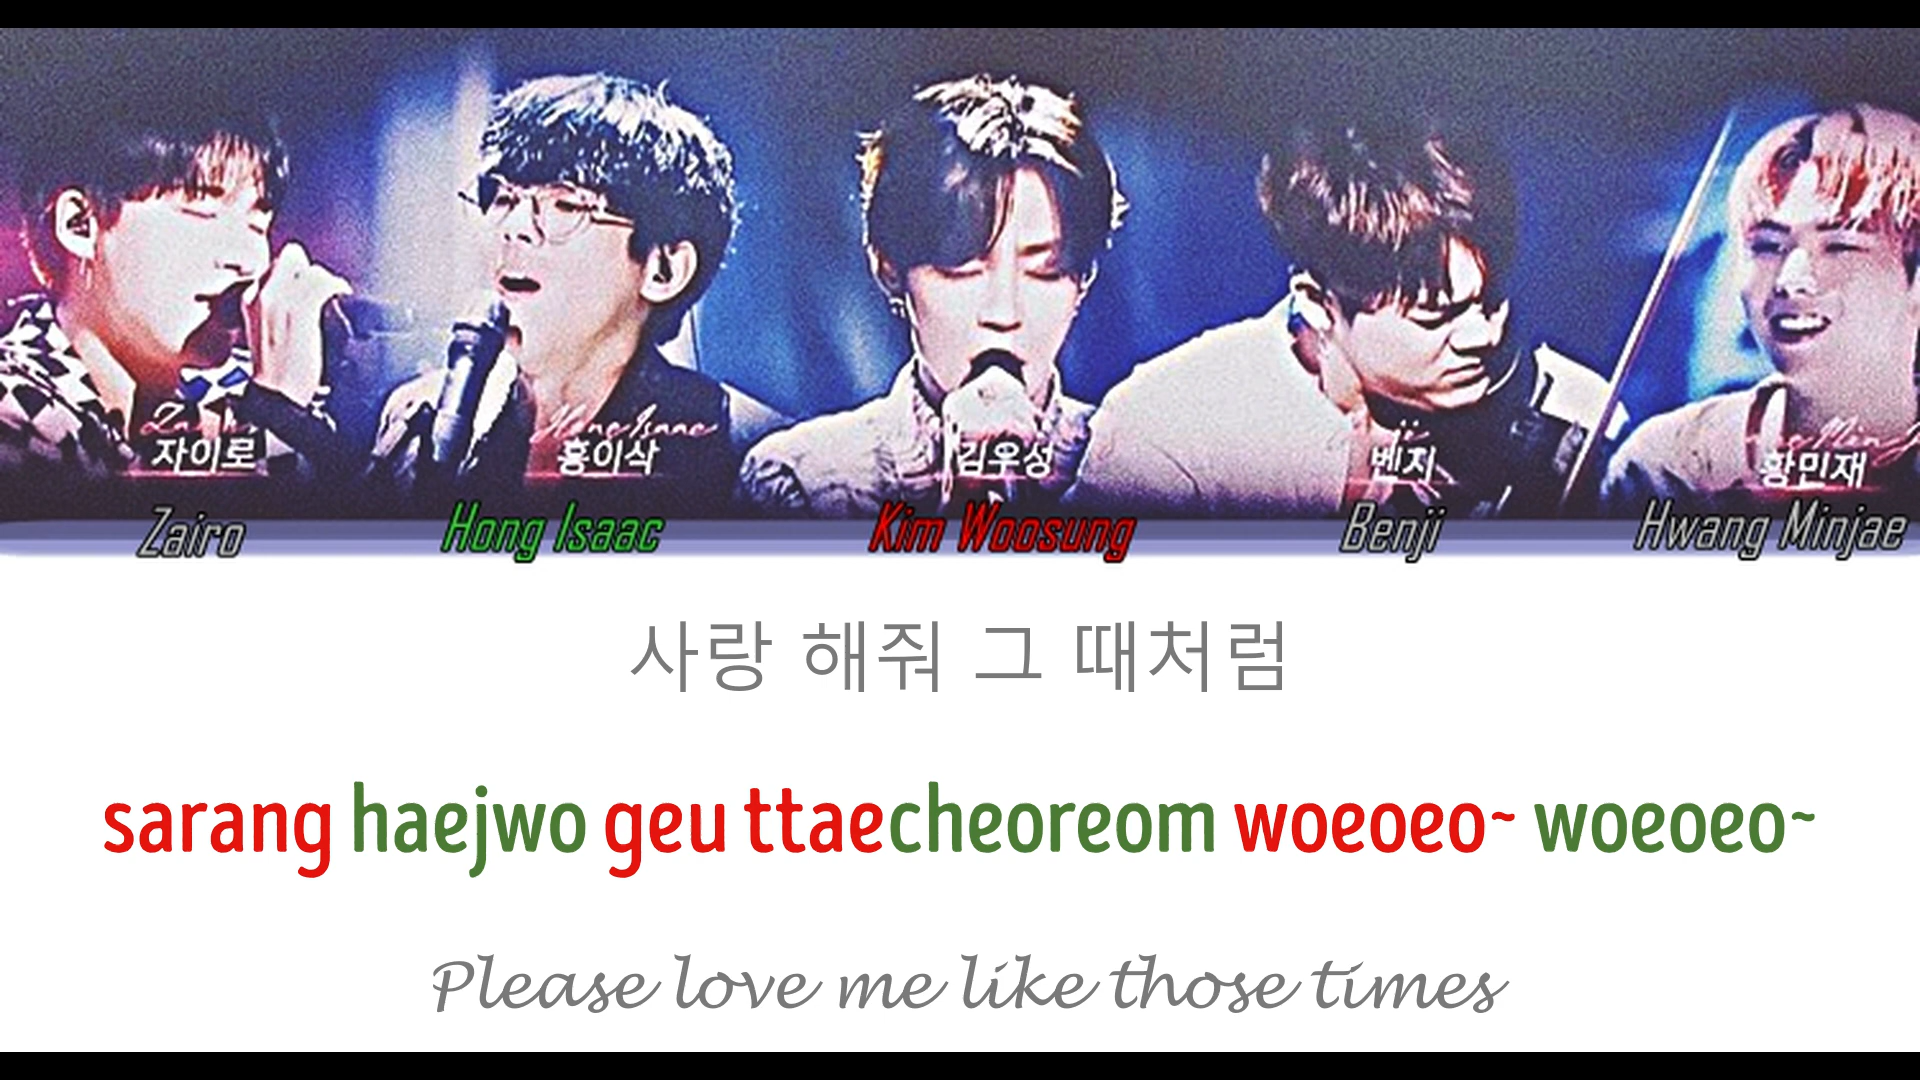 Hong Isaac
자이로 홍이삭 김우성 벤지 황민재
Zairo Hong Isaac Kim Woosung Benji Hwang Minjae
사랑 해줘 그 때처럼
sarang haejwo geu ttaecheoreom woeoeo~ woeoeo~
Please love me like those times